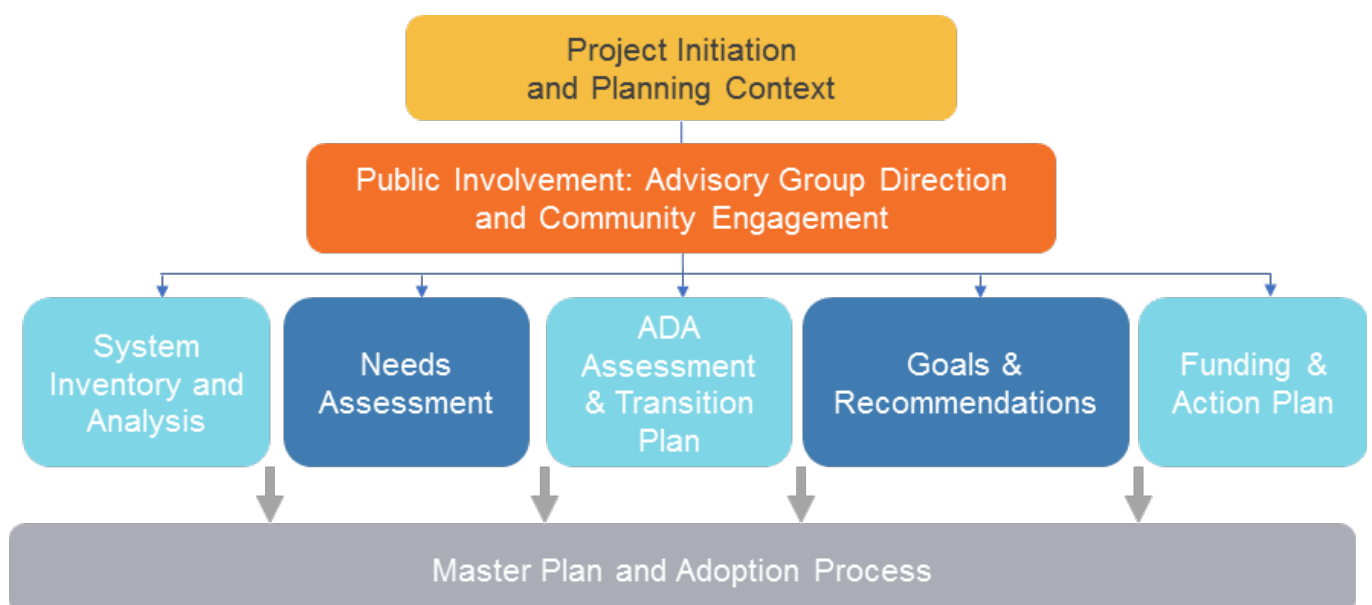 Project Initiation
and Planning Context
Public Involvement: Advisory Group Direction
and Community Engagement
System
Inventory and
Analysis
Needs
Assessment
ADA
Assessment
& Transition
Plan
Goals &
Recommendations
Funding &
Action Plan
Master Plan and Adoption Process